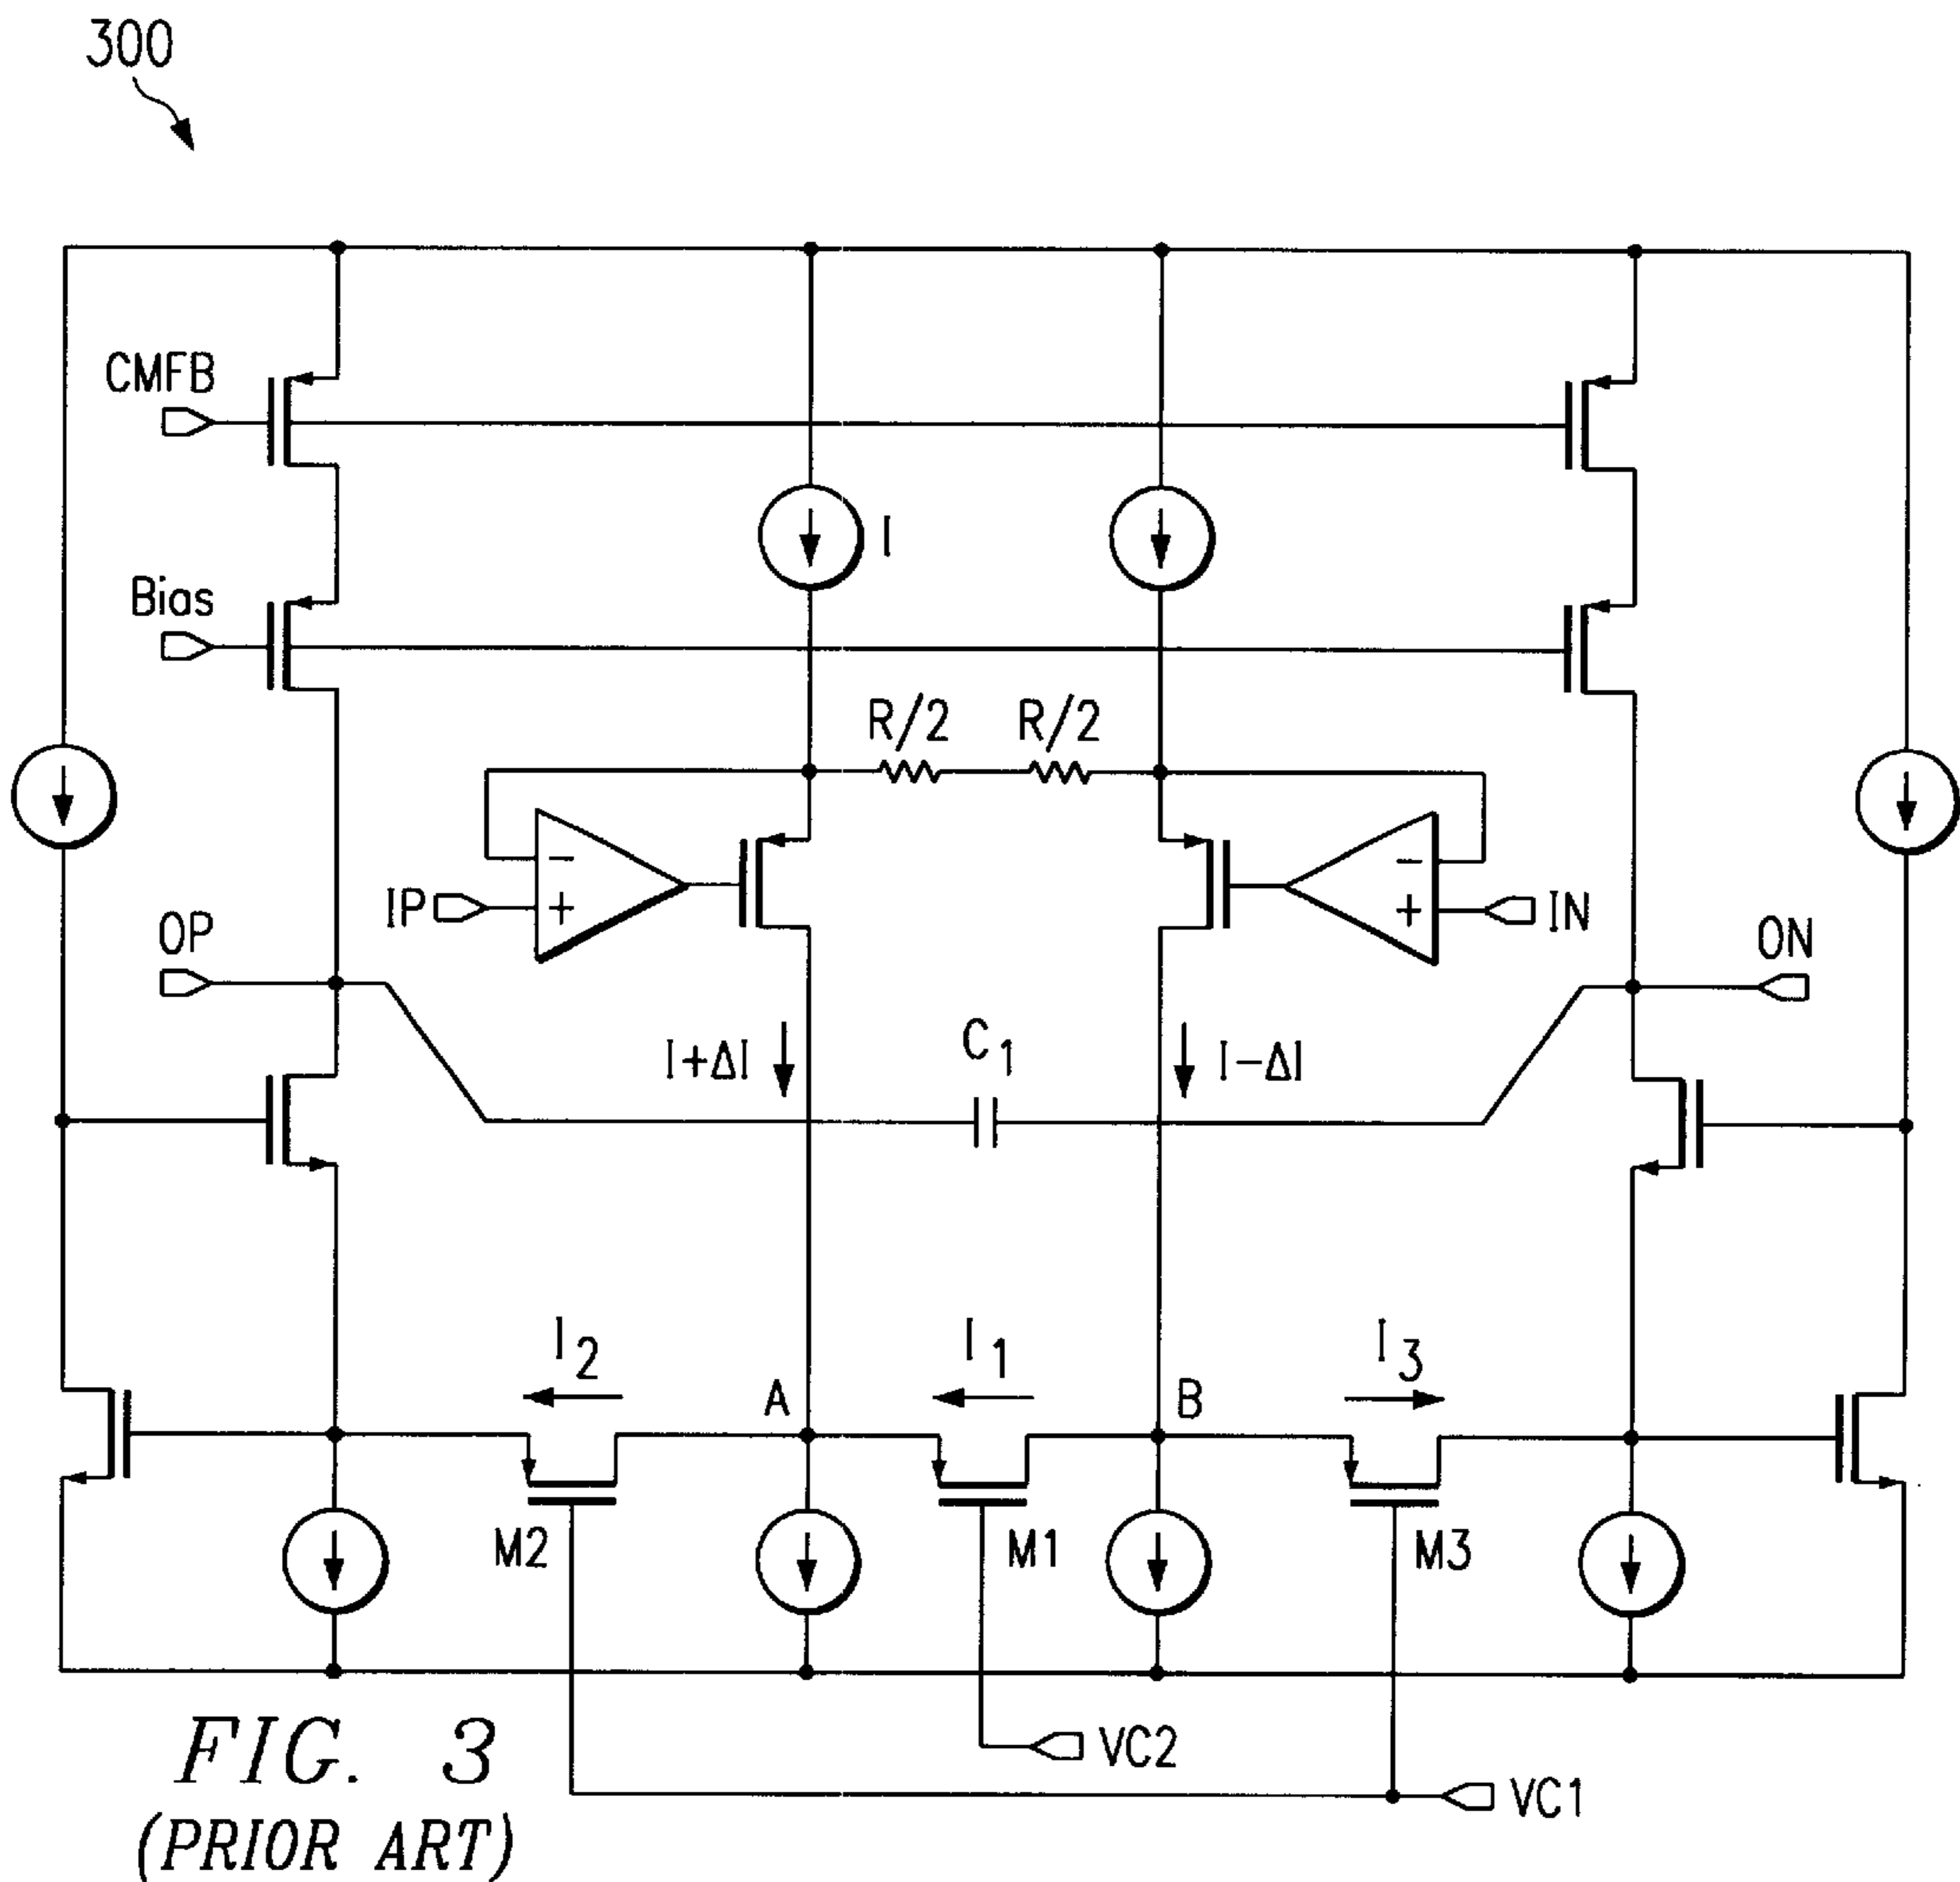 300
CMFB
I
Bias
R/2 R/2
- -
IP + + IN
OP ON
I+ΔI C1 I-ΔI
I2 I1 I3
A B
M2 M1 M3
VC2
VC1
FIG. 3
(PRIOR ART)